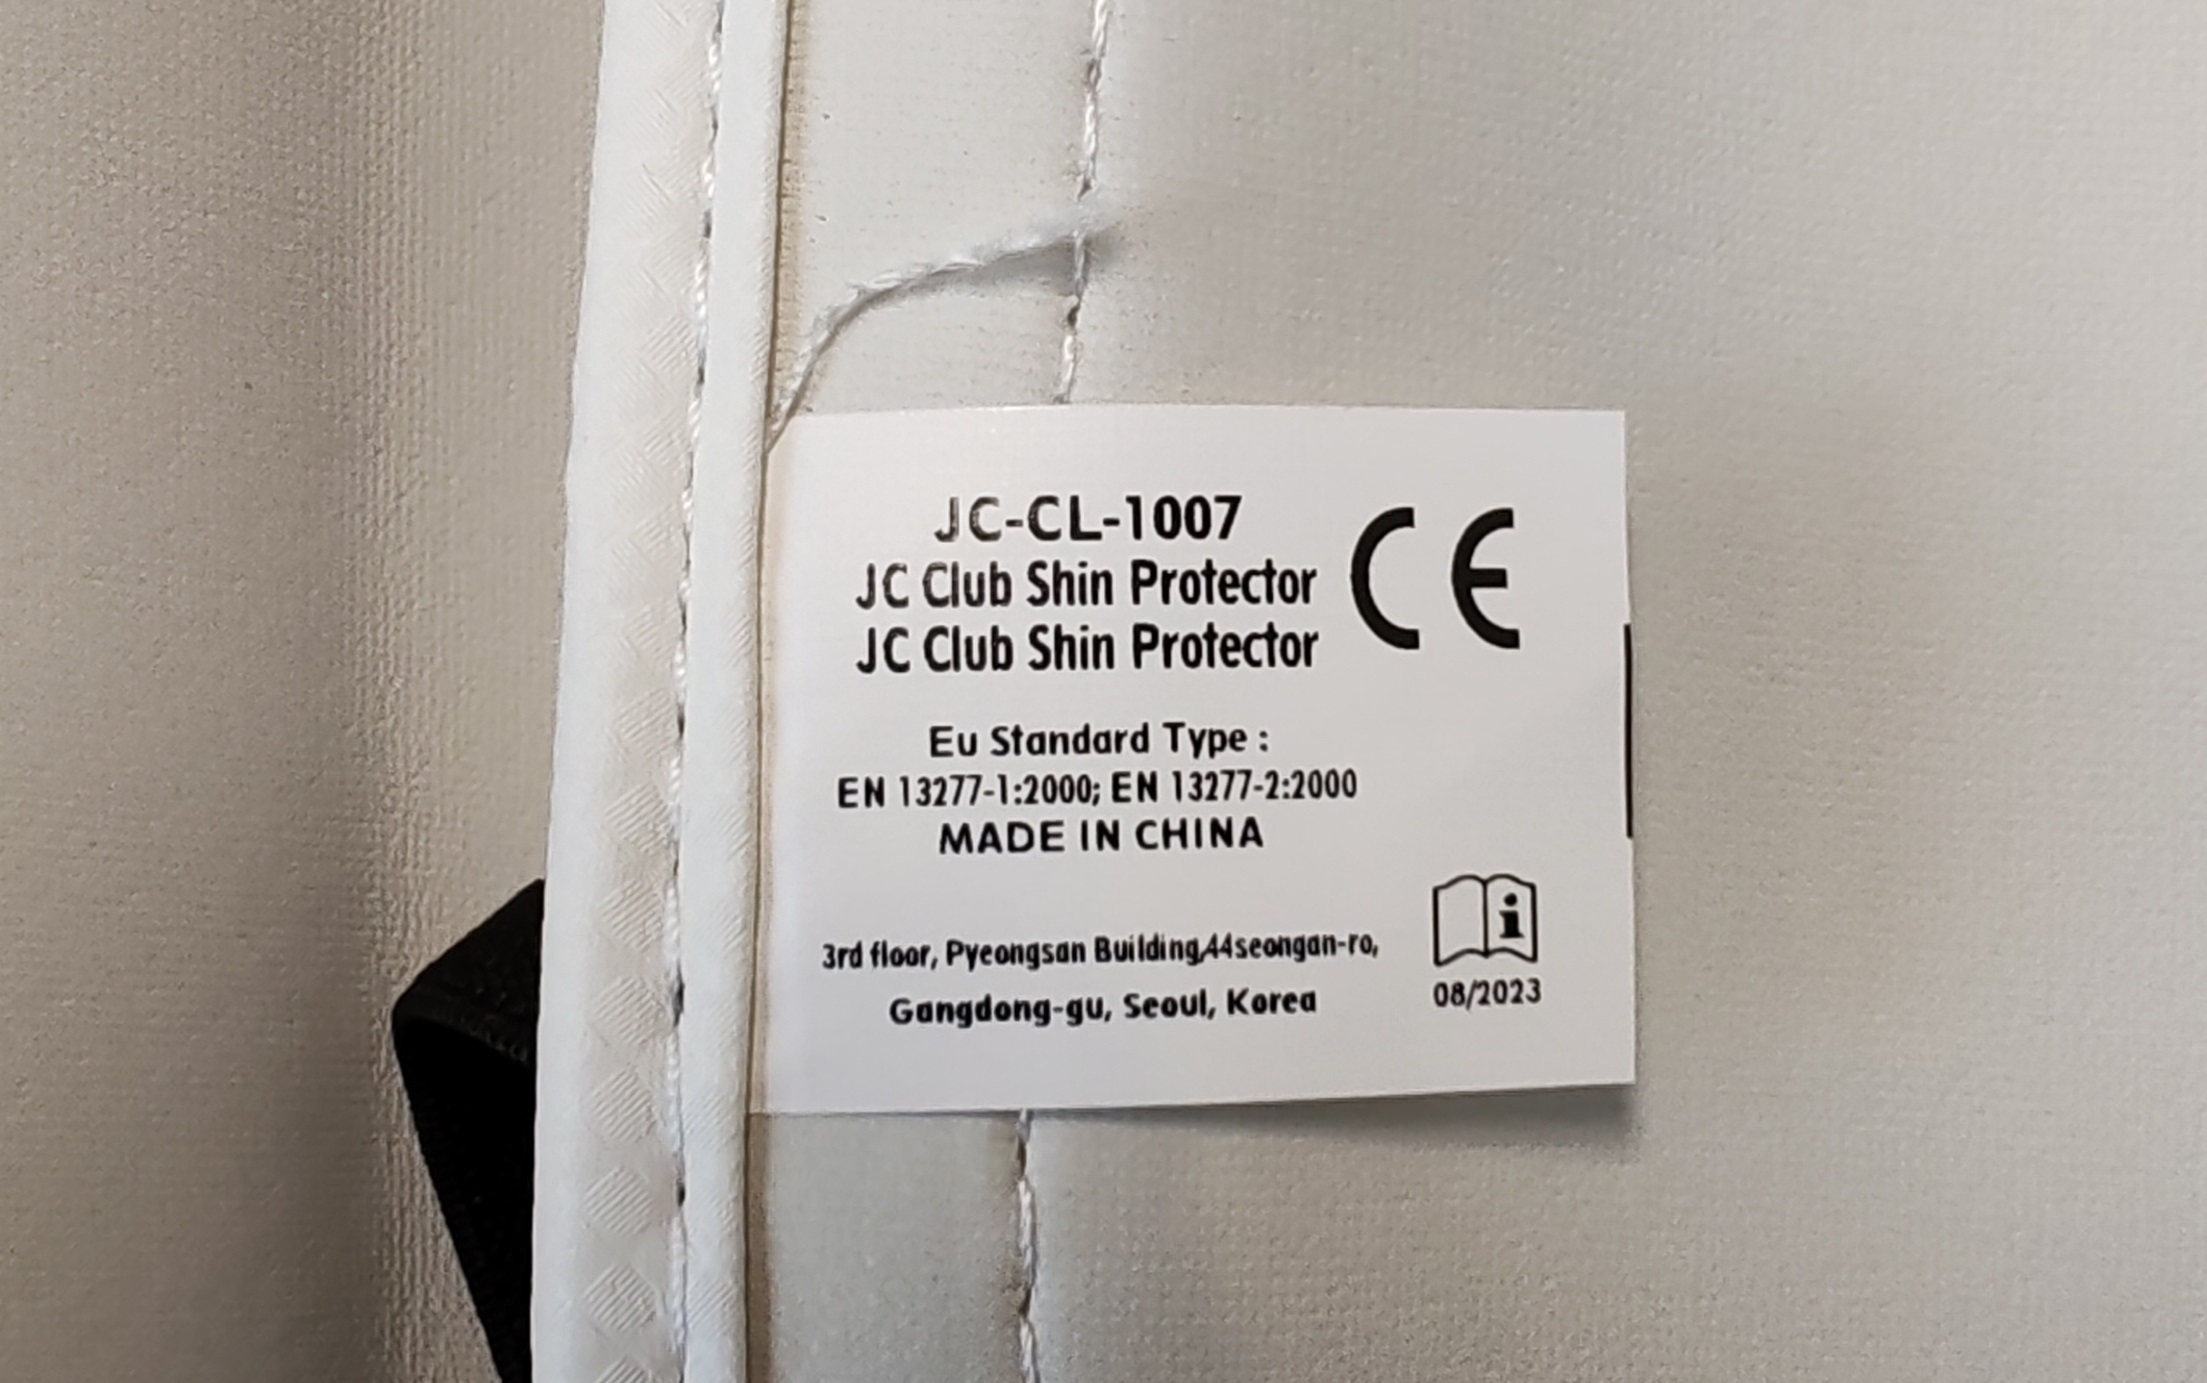 JC-CL-1007
JC Club Shin Protector
JC Club Shin Protector
CE
Eu Standard Type :
EN 13277-1:2000; EN 13277-2:2000
MADE IN CHINA
3rd floor, Pyeongsan Building,44seongan-ro,
Gangdong-gu, Seoul, Korea
i
08/2023